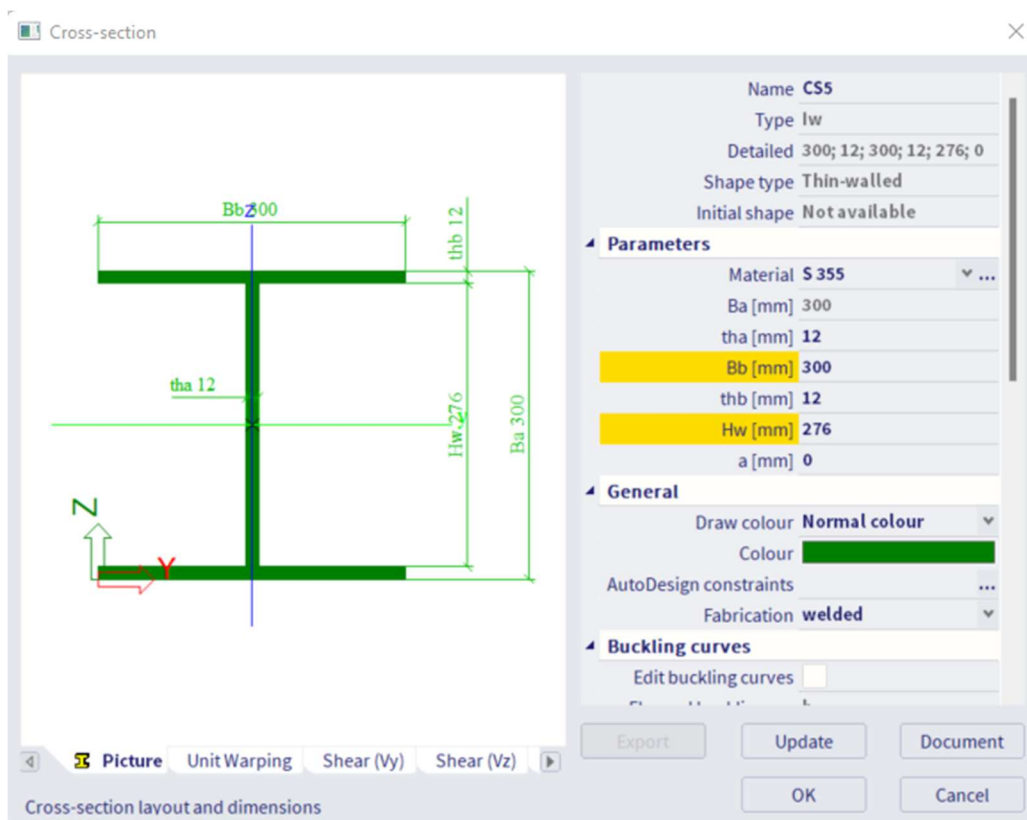 Cross-section
Bb 300
Z
thb 12
tha 12
Hw 276
Ba 300
Z
Y
Picture
Unit Warping
Shear (Vy)
Shear (Vz)
Cross-section layout and dimensions
Name CS5
Type Iw
Detailed 300; 12; 300; 12; 276; 0
Shape type Thin-walled
Initial shape Not available
Parameters
Material S 355 ...
Ba [mm] 300
tha [mm] 12
Bb [mm] 300
thb [mm] 12
Hw [mm] 276
a [mm] 0
General
Draw colour Normal colour
Colour
AutoDesign constraints ...
Fabrication welded
Buckling curves
Edit buckling curves
Export
Update
Document
OK
Cancel